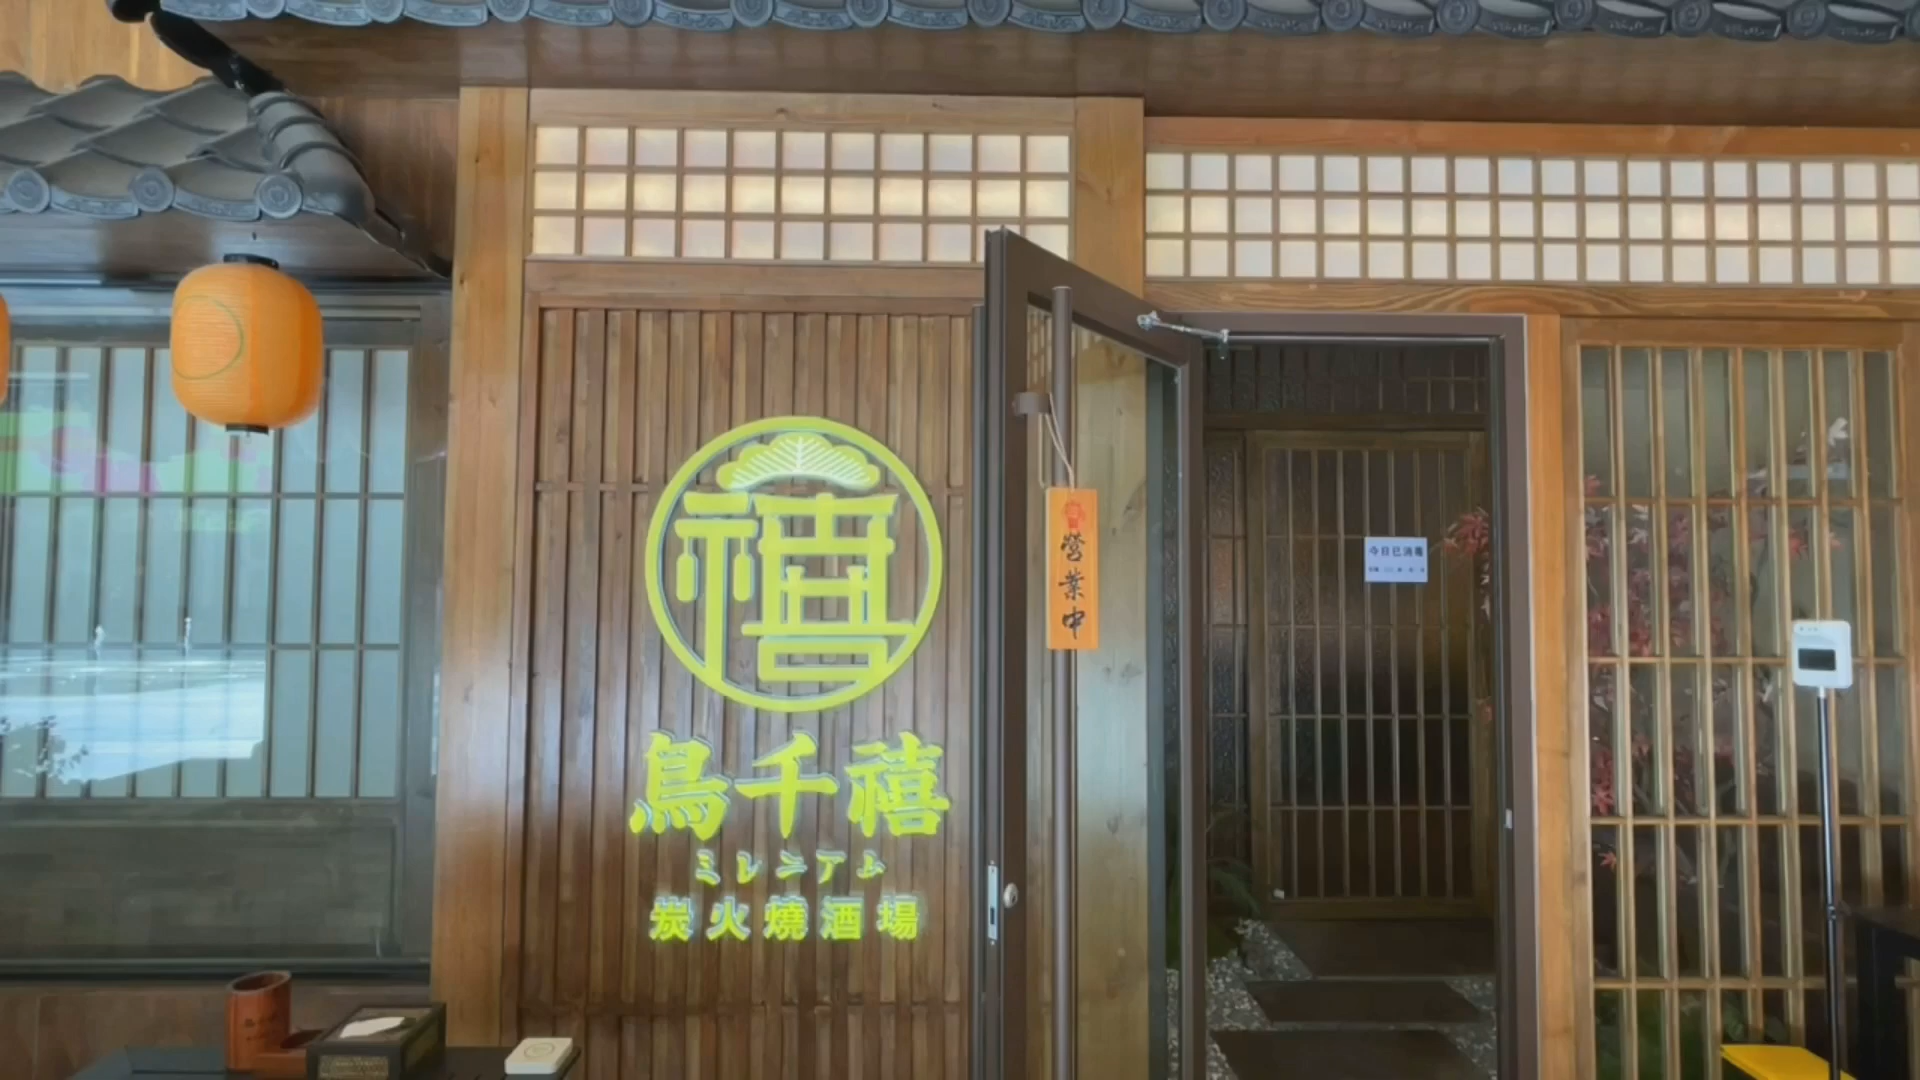 禧
鳥千禧
ミレニアム
炭火燒酒場
營業中
今日已消毒